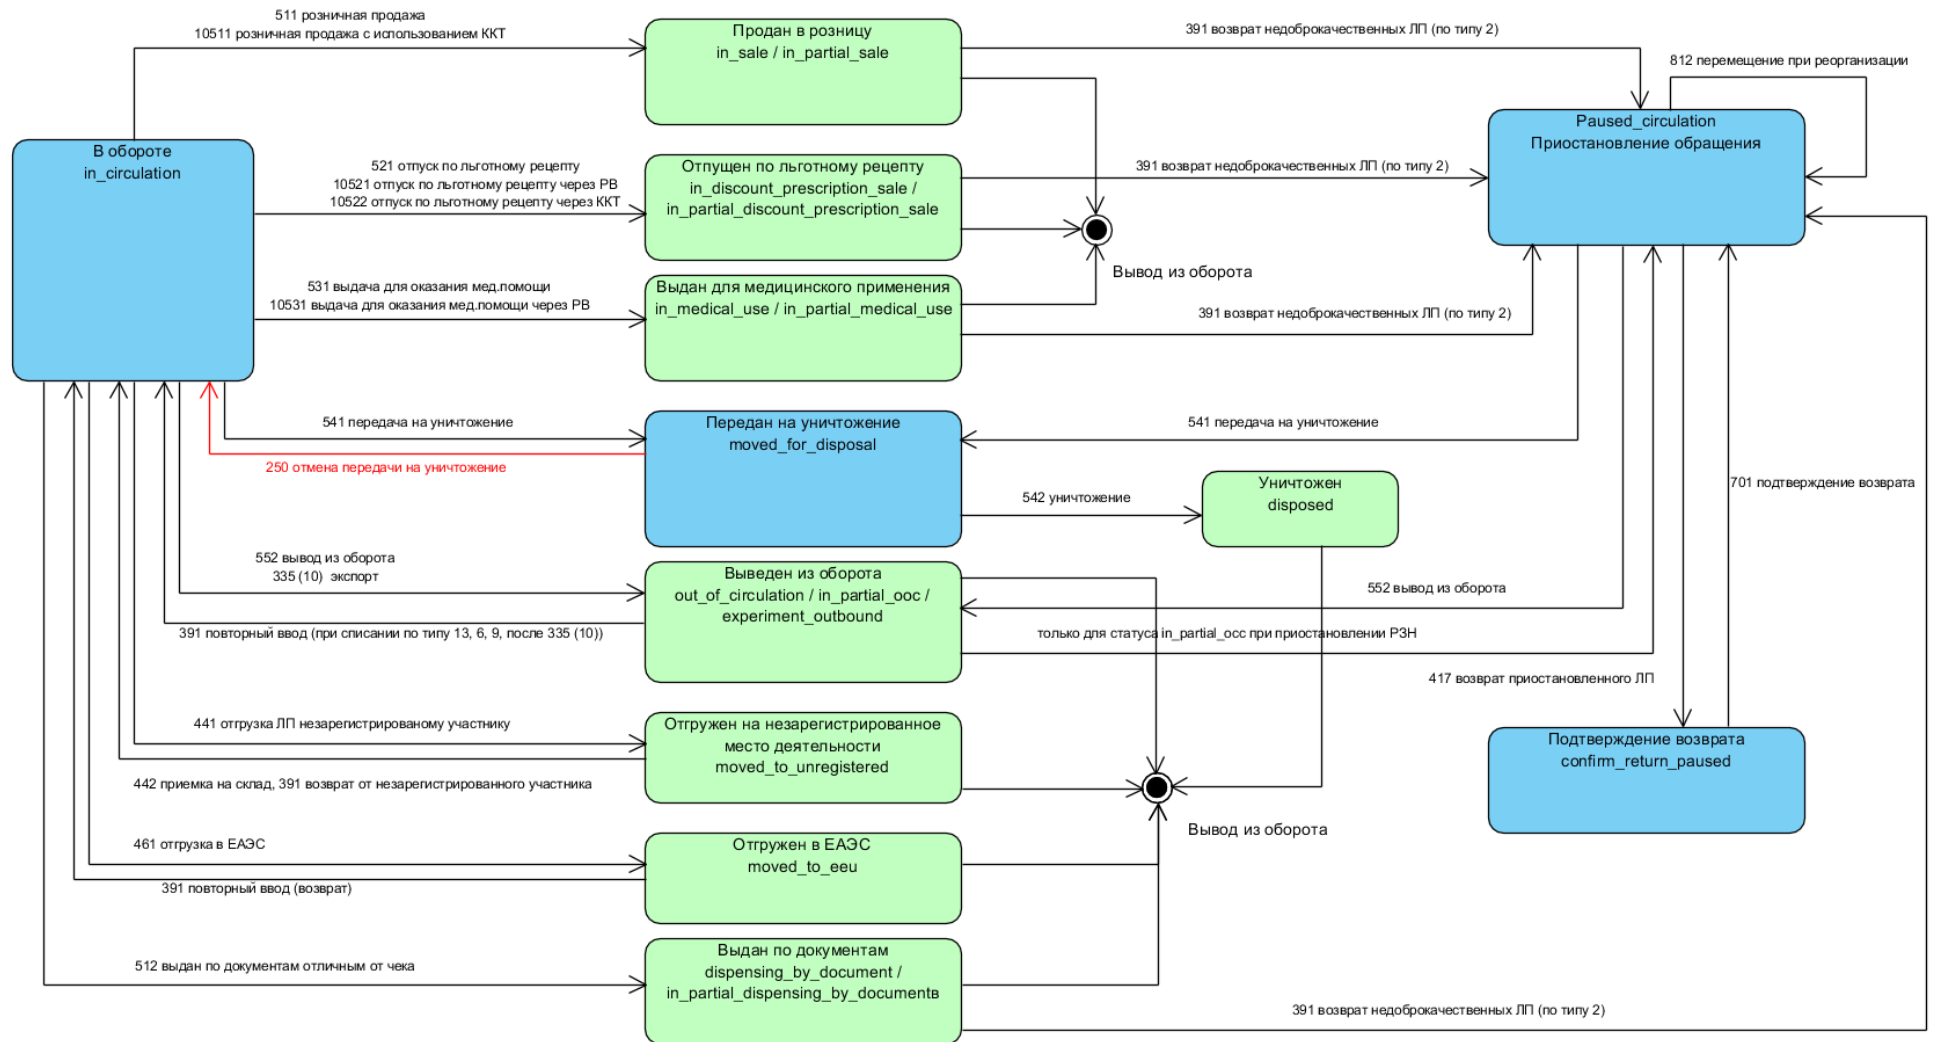 511 розничная продажа
10511 розничная продажа с использованием ККТ
Продан в розницу
in_sale / in_partial_sale
391 возврат недоброкачественных ЛП (по типу 2)
812 перемещение при реорганизации
В обороте
in_circulation
Paused_circulation
Приостановление обращения
521 отпуск по льготному рецепту
10521 отпуск по льготному рецепту через РВ
10522 отпуск по льготному рецепту через ККТ
Отпущен по льготному рецепту
in_discount_prescription_sale /
in_partial_discount_prescription_sale
391 возврат недоброкачественных ЛП (по типу 2)
Вывод из оборота
531 выдача для оказания мед.помощи
10531 выдача для оказания мед.помощи через РВ
Выдан для медицинского применения
in_medical_use / in_partial_medical_use
391 возврат недоброкачественных ЛП (по типу 2)
541 передача на уничтожение
250 отмена передачи на уничтожение
Передан на уничтожение
moved_for_disposal
541 передача на уничтожение
542 уничтожение
Уничтожен
disposed
701 подтверждение возврата
552 вывод из оборота
335 (10)  экспорт
391 повторный ввод (при списании по типу 13, 6, 9, после 335 (10))
Выведен из оборота
out_of_circulation / in_partial_ooc /
experiment_outbound
552 вывод из оборота
только для статуса in_partial_occ при приостановлении РЗН
417 возврат приостановленного ЛП
441 отгрузка ЛП незарегистрированому участнику
442 приемка на склад, 391 возврат от незарегистрированного участника
Отгружен на незарегистрированное
место деятельности
moved_to_unregistered
Подтверждение возврата
confirm_return_paused
Вывод из оборота
461 отгрузка в ЕАЭС
391 повторный ввод (возврат)
Отгружен в ЕАЭС
moved_to_eeu
512 выдан по документам отличным от чека
Выдан по документам
dispensing_by_document /
in_partial_dispensing_by_documentв
391 возврат недоброкачественных ЛП (по типу 2)